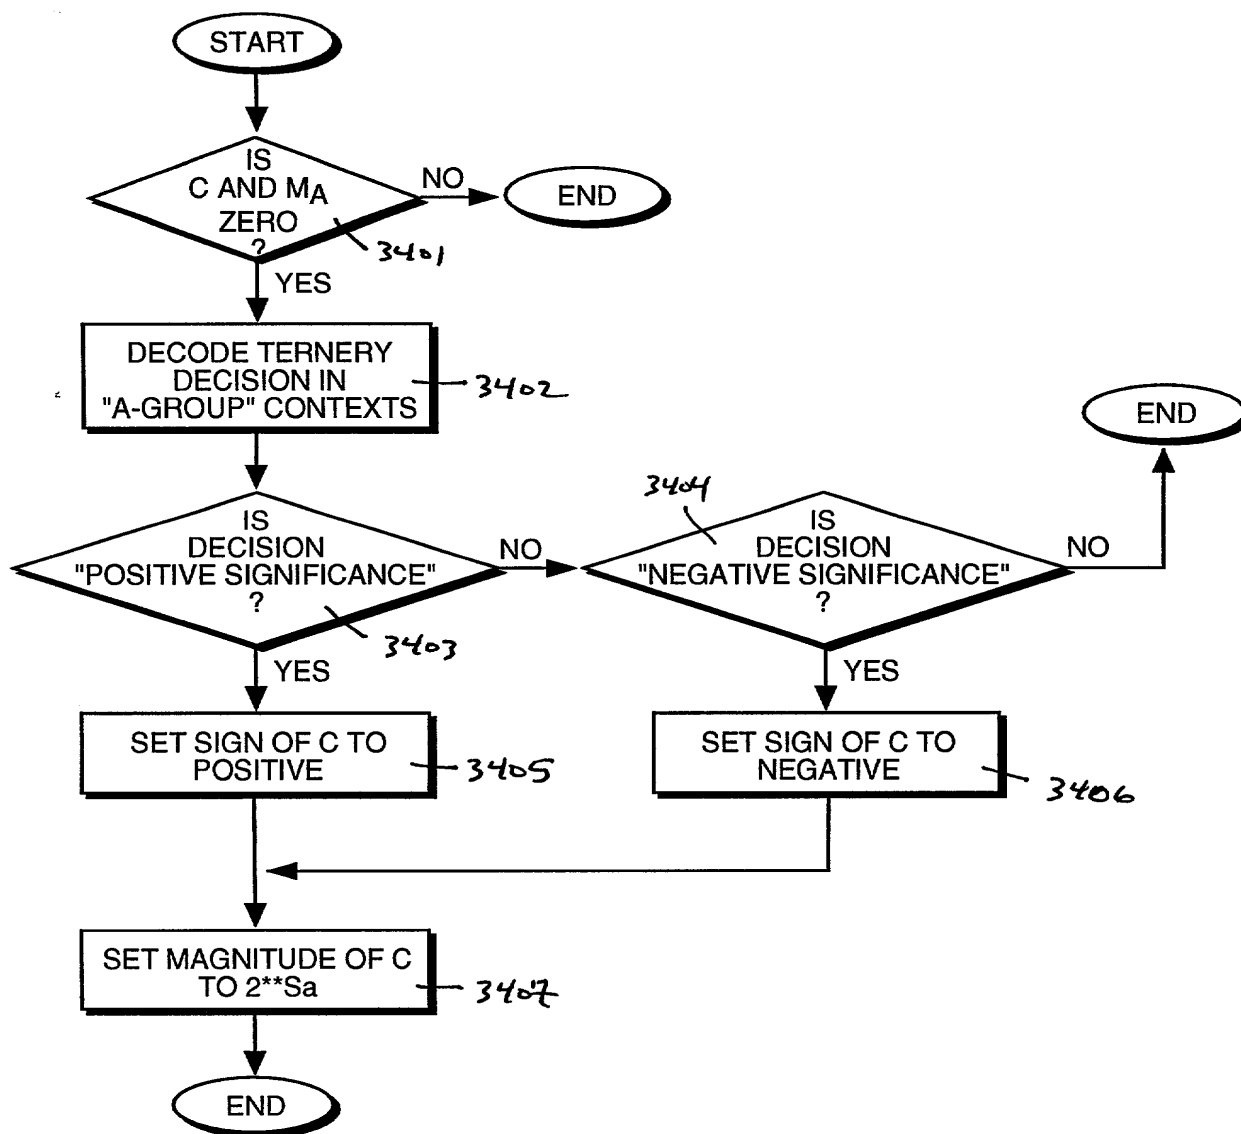 START
IS
C AND MA
ZERO
?
NO
END
3401
YES
DECODE TERNERY
DECISION IN
"A-GROUP" CONTEXTS
3402
END
3404
IS
DECISION
"POSITIVE SIGNIFICANCE"
?
NO
IS
DECISION
"NEGATIVE SIGNIFICANCE"
?
NO
3403
YES
YES
SET SIGN OF C TO
POSITIVE
3405
SET SIGN OF C TO
NEGATIVE
3406
SET MAGNITUDE OF C
TO 2**Sa
3407
END